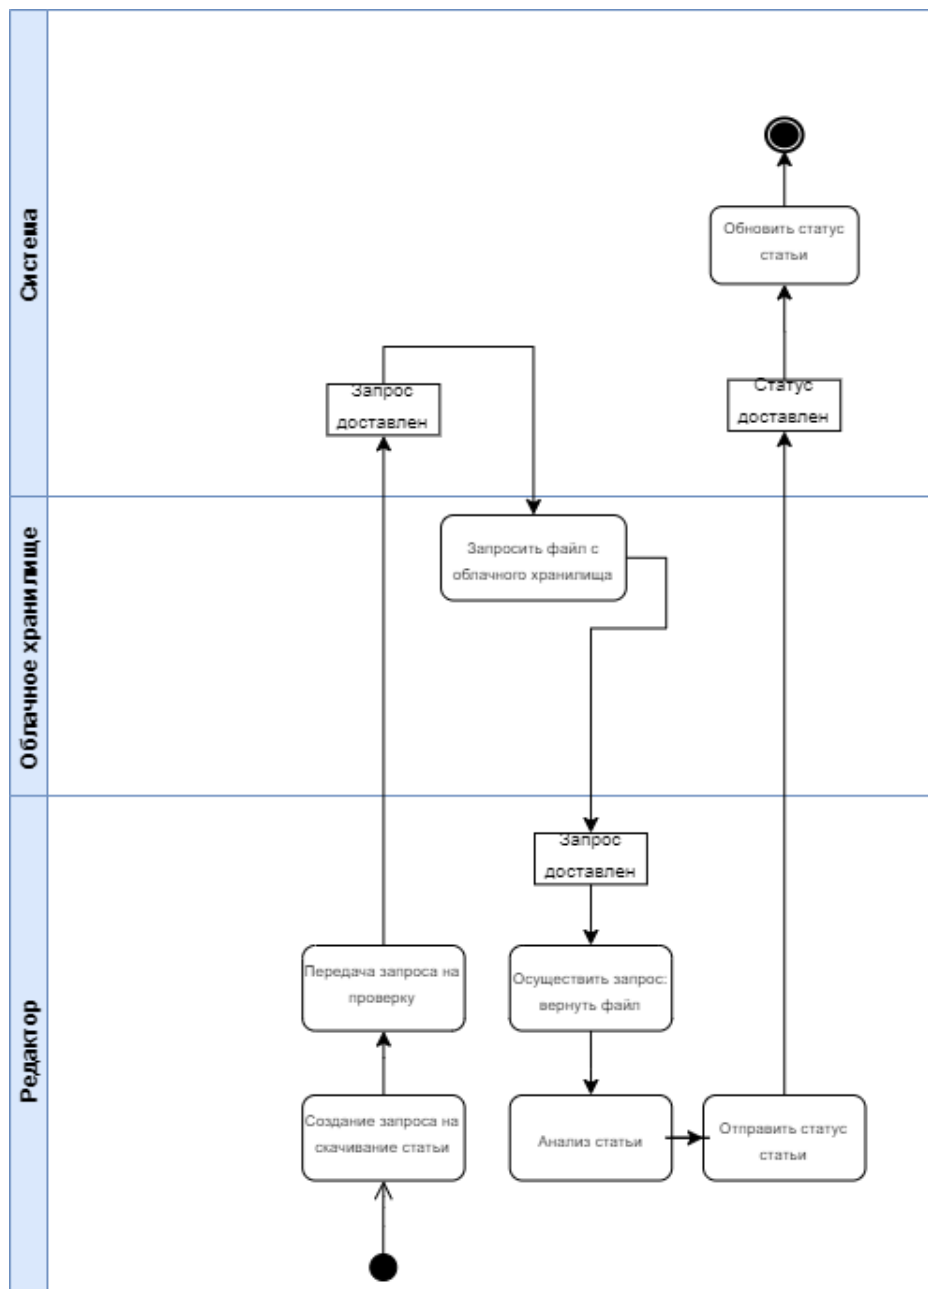 Система
Обновить статус
статьи
Запрос
доставлен
Статус
доставлен
Облачное хранилище
Запросить файл с
облачного хранилища
Редактор
Запрос
доставлен
Передача запроса на
проверку
Осуществить запрос:
вернуть файл
Создание запроса на
скачивание статьи
Анализ статьи
Отправить статус
статьи